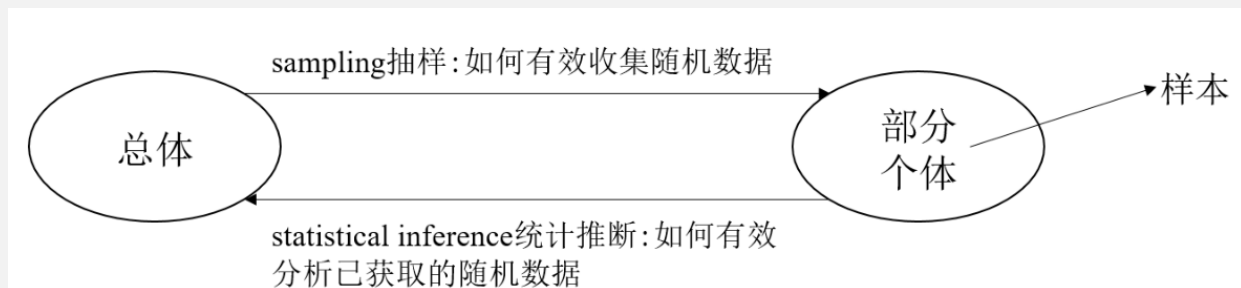 sampling抽样:如何有效收集随机数据
总体
部分
个体
样本
statistical inference统计推断:如何有效
分析已获取的随机数据